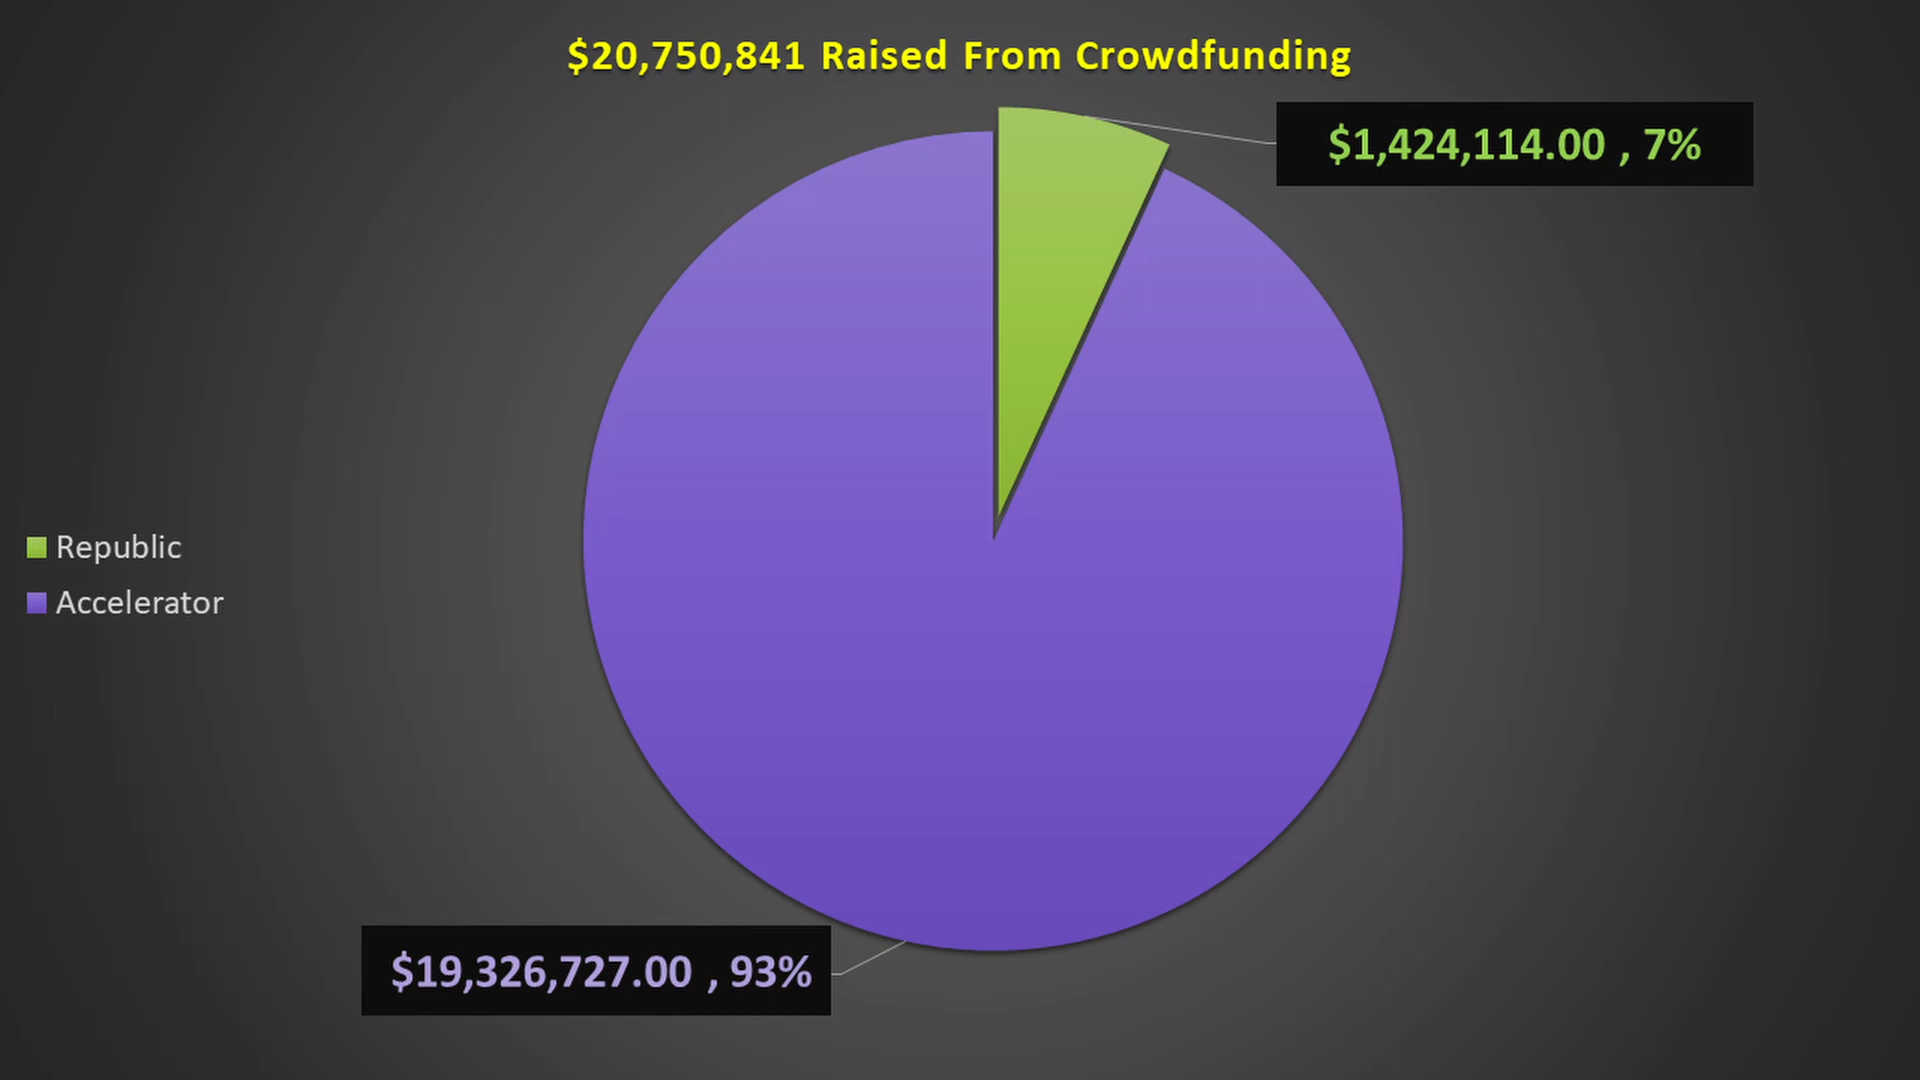 $20,750,841 Raised From Crowdfunding
$1,424,114.00 , 7%
Republic
Accelerator
$19,326,727.00 , 93%